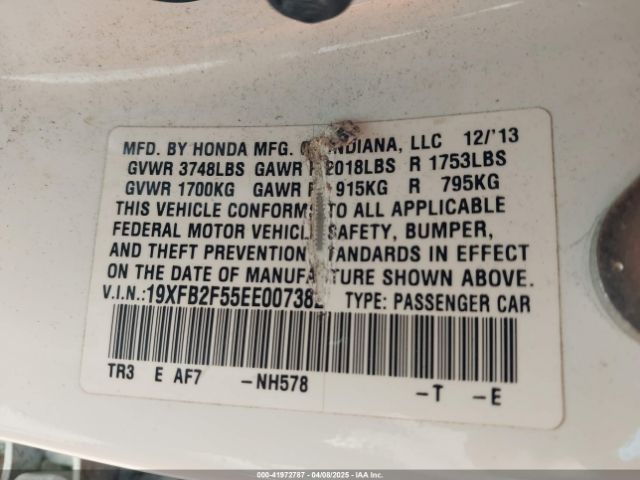 MFD. BY HONDA MFG. OF INDIANA, LLC 12/'13
GVWR 3748LBS GAWR F 2018LBS R 1753LBS
GVWR 1700KG GAWR F 915KG R 795KG
THIS VEHICLE CONFORMS TO ALL APPLICABLE
FEDERAL MOTOR VEHICLE SAFETY, BUMPER,
AND THEFT PREVENTION STANDARDS IN EFFECT
ON THE DATE OF MANUFACTURE SHOWN ABOVE.
V.I.N.: TYPE: PASSENGER CAR
TR3 E AF7 -NH578 -T -E
000-41972787 - 04/08/2025 - IAA Inc.